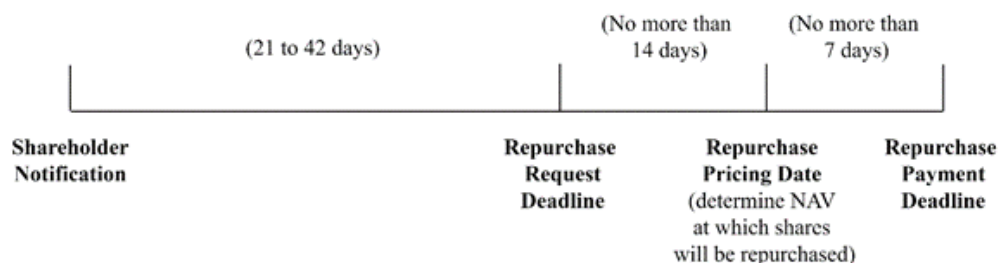 (21 to 42 days)
(No more than
14 days)
(No more than
7 days)
Shareholder
Notification
Repurchase
Request
Deadline
Repurchase
Pricing Date
(determine NAV
at which shares
will be repurchased)
Repurchase
Payment
Deadline